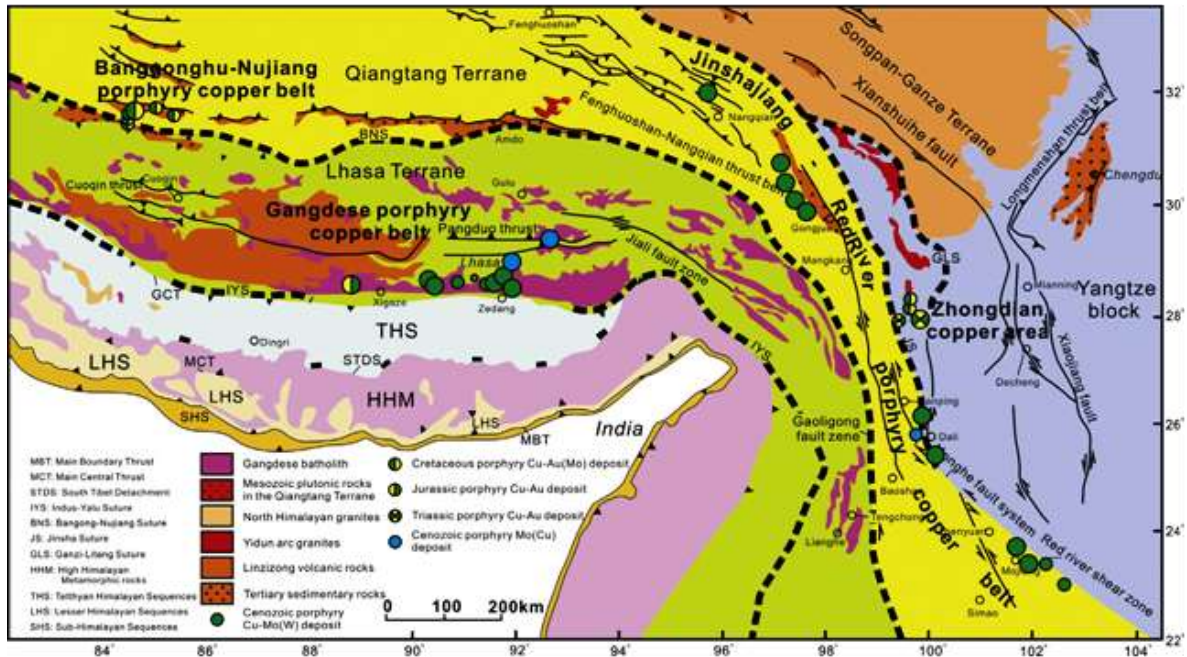 Fenghuoshan
Songpan-Ganze Terrane
Banggonghu-Nujiang
porphyry copper belt
Qiangtang Terrane
Jinshajiang
Xianshuihe fault
32°
Nangqian
Longmenshan thrust belt
BNS
Amdo
Fenghuoshan-Nangqian thrust belt
Chengdu
Lhasa Terrane
Cuoqin thrust
Cuoqin
Gulu
30°
Gangdese porphyry
copper belt
Pangduo thrust
RedRiver
Jiali fault zone
Lhasa
Mangkang
GLS
GCT
IYS
Xigaze
Zedang
Mianning
Yangtze
block
Zhongdian
copper area
28°
THS
JS
Dingri
STDS
IYS
Xiaojiang fault
LHS
MCT
LHS
HHM
porphyry
SHS
LHS
MBT
India
Gaoligong
fault zone
Dali
26°
MBT: Main Boundary Thrust
MCT: Main Central Thrust
STDS: South Tibet Detachment
IYS: Indus-Yalu Suture
BNS: Bangong-Nujiang Suture
JS: Jinsha Suture
GLS: Ganzi-Litang Suture
HHM: High Himalayan
Metamorphic rocks
THS: Tethyan Himalayan Sequences
LHS: Lesser Himalayan Sequences
SHS: Sub-Himalayan Sequences
Gangdese batholith
Mesozoic plutonic rocks
in the Qiangtang Terrane
North Himalayan granites
Yidun arc granites
Linzizong volcanic rocks
Tertiary sedimentary rocks
Cenozoic porphyry
Cu-Mo(W) deposit
Cretaceous porphyry Cu-Au(Mo) deposit
Jurassic porphyry Cu-Au deposit
Triassic porphyry Cu-Au deposit
Cenozoic porphyry Mo(Cu)
deposit
0 100 200km
Tengchong
Lianghe
copper
fault system
24°
Red river shear zone
belt
Simao
22°
84° 86° 88° 90° 92° 94° 96° 98° 100° 102° 104°